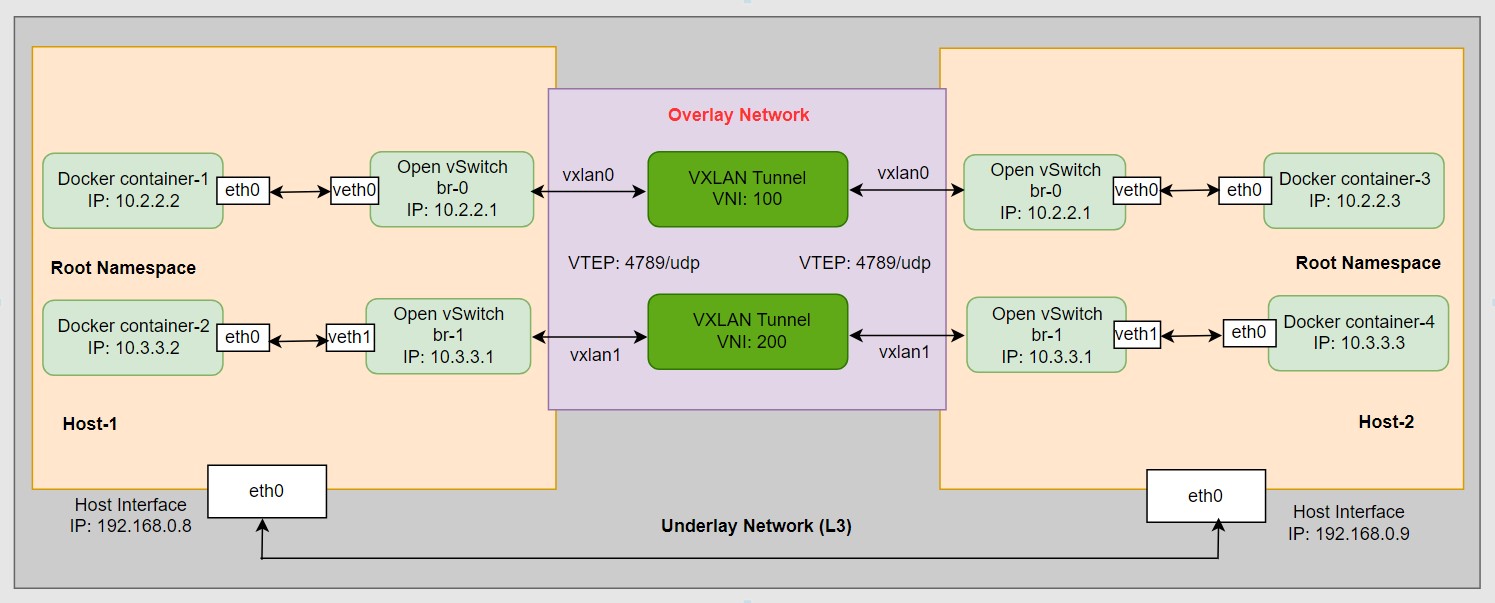 Overlay Network
Docker container-1
IP: 10.2.2.2
eth0
veth0
Open vSwitch
br-0
IP: 10.2.2.1
vxlan0
VXLAN Tunnel
VNI: 100
vxlan0
Open vSwitch
br-0
IP: 10.2.2.1
veth0
eth0
Docker container-3
IP: 10.2.2.3
Root Namespace
VTEP: 4789/udp
VTEP: 4789/udp
Root Namespace
Docker container-2
IP: 10.3.3.2
eth0
veth1
Open vSwitch
br-1
IP: 10.3.3.1
vxlan1
VXLAN Tunnel
VNI: 200
vxlan1
Open vSwitch
br-1
IP: 10.3.3.1
veth1
eth0
Docker container-4
IP: 10.3.3.3
Host-1
Host-2
Host Interface
IP: 192.168.0.8
eth0
Underlay Network (L3)
eth0
Host Interface
IP: 192.168.0.9